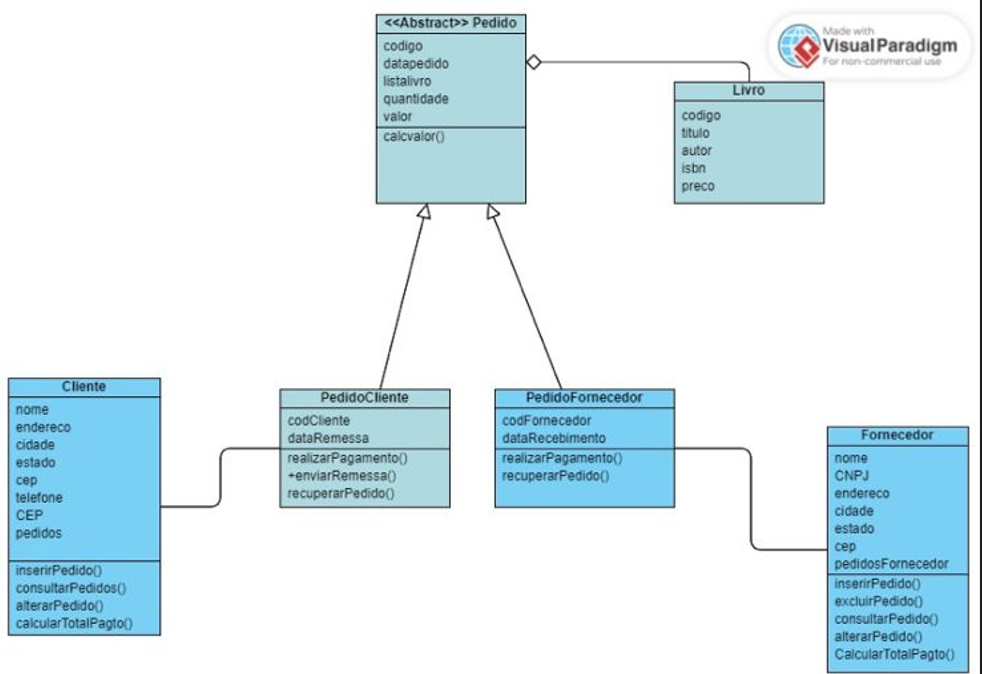 <<Abstract>> Pedido
codigo
datapedido
listalivro
quantidade
valor
calcvalor()
Made with
Visual Paradigm
For non-commercial use
Livro
codigo
titulo
autor
isbn
preco
Cliente
nome
endereco
cidade
estado
cep
telefone
CEP
pedidos
inserirPedido()
consultarPedidos()
alterarPedido()
calcularTotalPagto()
PedidoCliente
codCliente
dataRemessa
realizarPagamento()
+enviarRemessa()
recuperarPedido()
PedidoFornecedor
codFornecedor
dataRecebimento
realizarPagamento()
recuperarPedido()
Fornecedor
nome
CNPJ
endereco
cidade
estado
cep
pedidosFornecedor
inserirPedido()
excluirPedido()
consultarPedido()
alterarPedido()
CalcularTotalPagto()